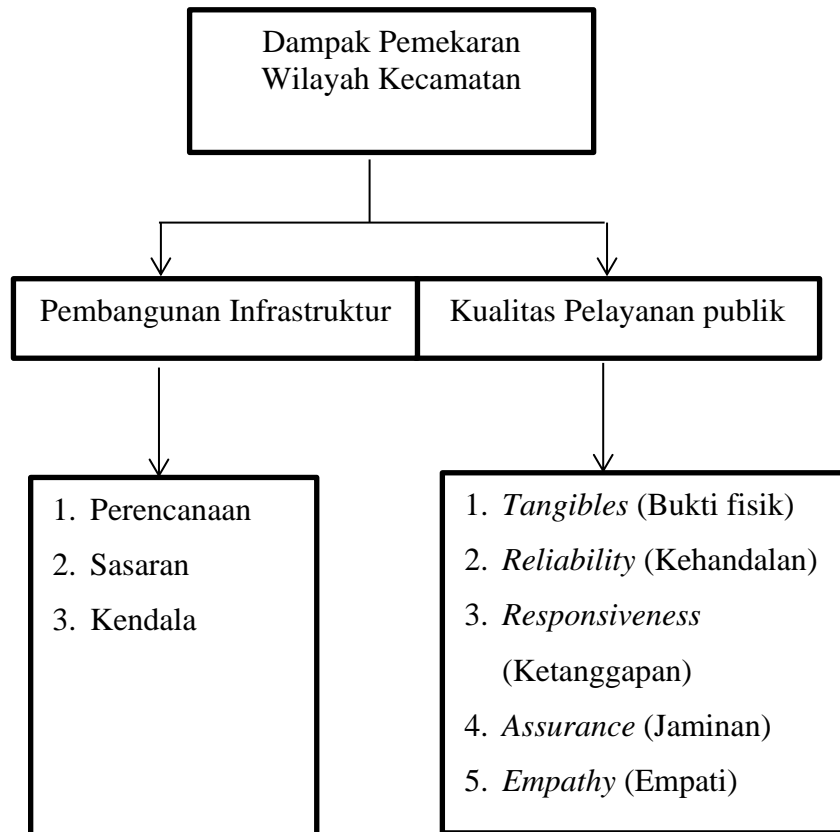 Dampak Pemekaran
Wilayah Kecamatan
Pembangunan Infrastruktur
Kualitas Pelayanan publik
1. Perencanaan
2. Sasaran
3. Kendala
1. Tangibles (Bukti fisik)
2. Reliability (Kehandalan)
3. Responsiveness
(Ketanggapan)
4. Assurance (Jaminan)
5. Empathy (Empati)